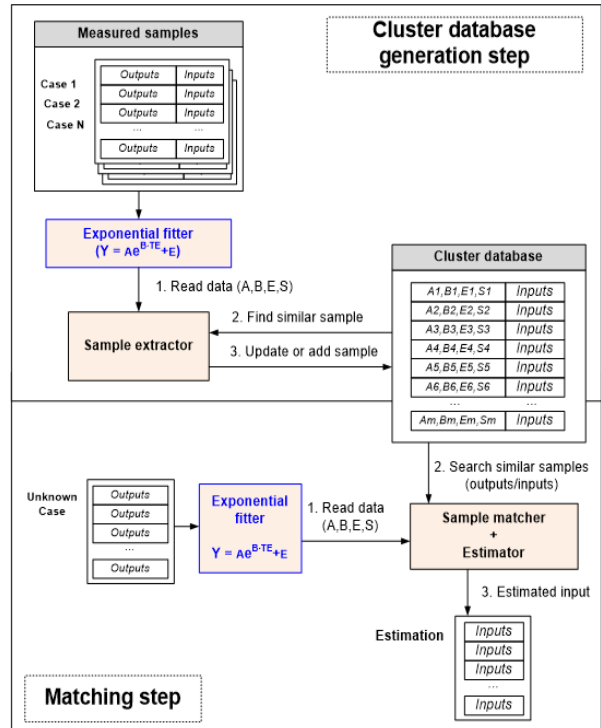 Measured samples
Cluster database
generation step
Case 1
Case 2
Case N
Outputs Inputs
Outputs Inputs
Outputs Inputs
...
...
Outputs Inputs
Exponential fitter
(Y = Ae^B·TE+E)
1. Read data (A,B,E,S)
Sample extractor
2. Find similar sample
3. Update or add sample
Cluster database
A1,B1,E1,S1 Inputs
A2,B2,E2,S2 Inputs
A3,B3,E3,S3 Inputs
A4,B4,E4,S4 Inputs
A5,B5,E5,S5 Inputs
A6,B6,E6,S6 Inputs
...
...
Am,Bm,Em,Sm Inputs
Unknown
Case
Outputs
Outputs
Outputs
...
Outputs
Exponential
fitter
Y = Ae^B·TE+E
1. Read data
(A,B,E,S)
2. Search similar samples
(outputs/inputs)
Sample matcher
+
Estimator
3. Estimated input
Estimation
Inputs
Inputs
Inputs
...
Inputs
Matching step